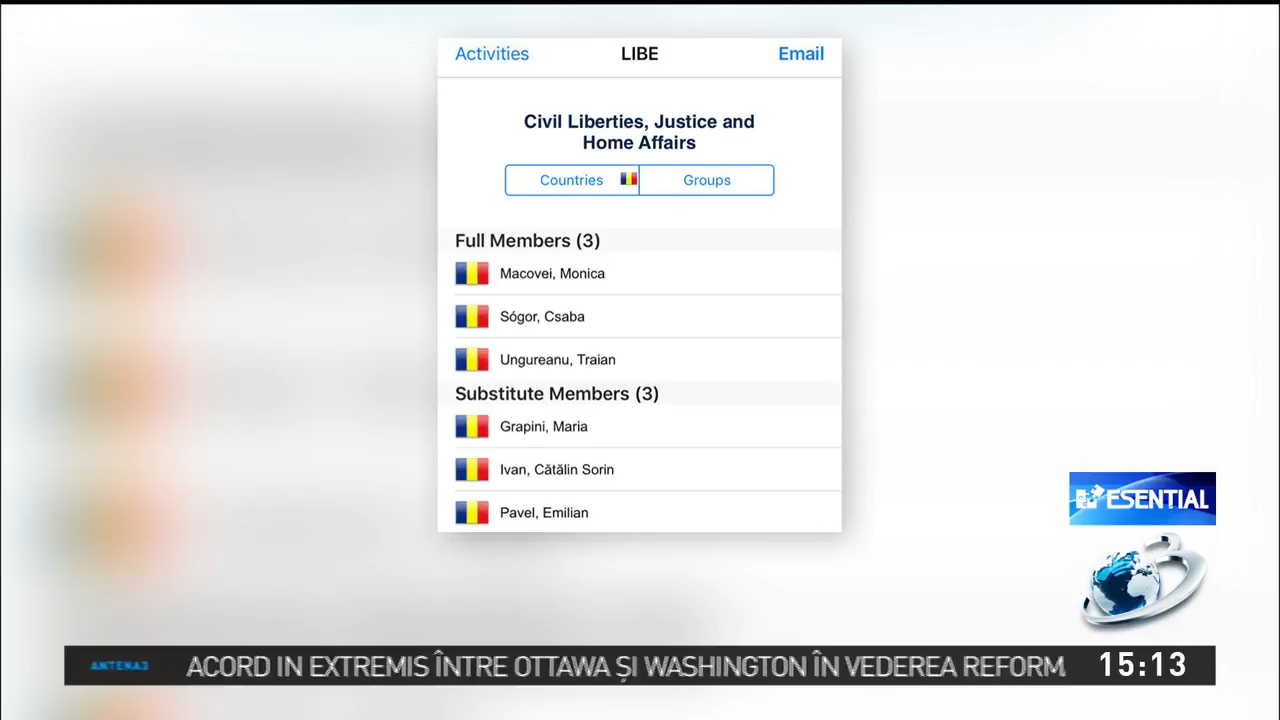 Activities LIBE Email
Civil Liberties, Justice and
Home Affairs
Countries Groups
Full Members (3)
Macovei, Monica
Sógor, Csaba
Ungureanu, Traian
Substitute Members (3)
Grapini, Maria
Ivan, Cătălin Sorin
Pavel, Emilian
ESENTIAL
3
ANTENA3 ACORD IN EXTREMIS ÎNTRE OTTAWA ȘI WASHINGTON ÎN VEDEREA REFORM 15:13